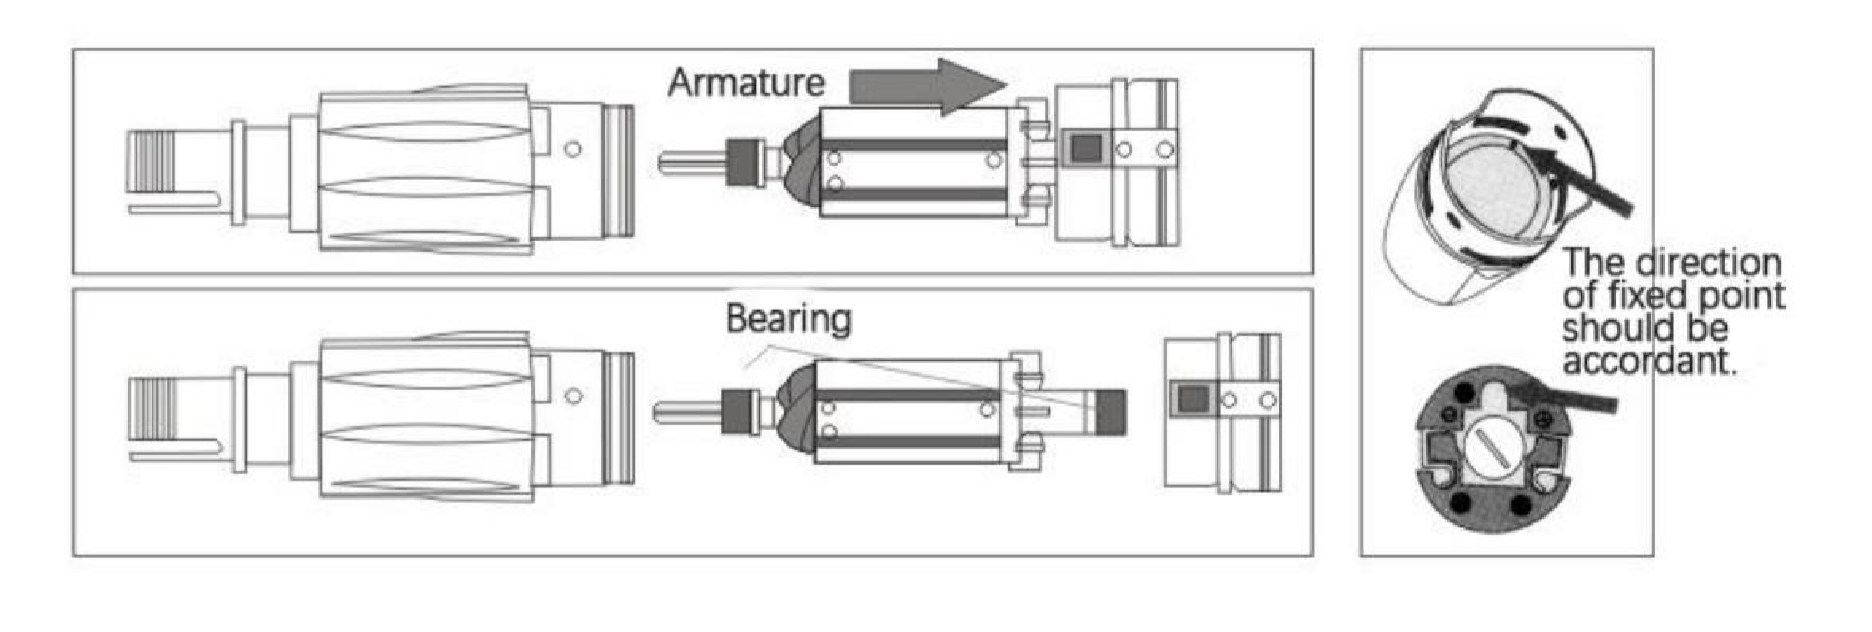 Armature
Bearing
The direction
of fixed point
should be
accordant.